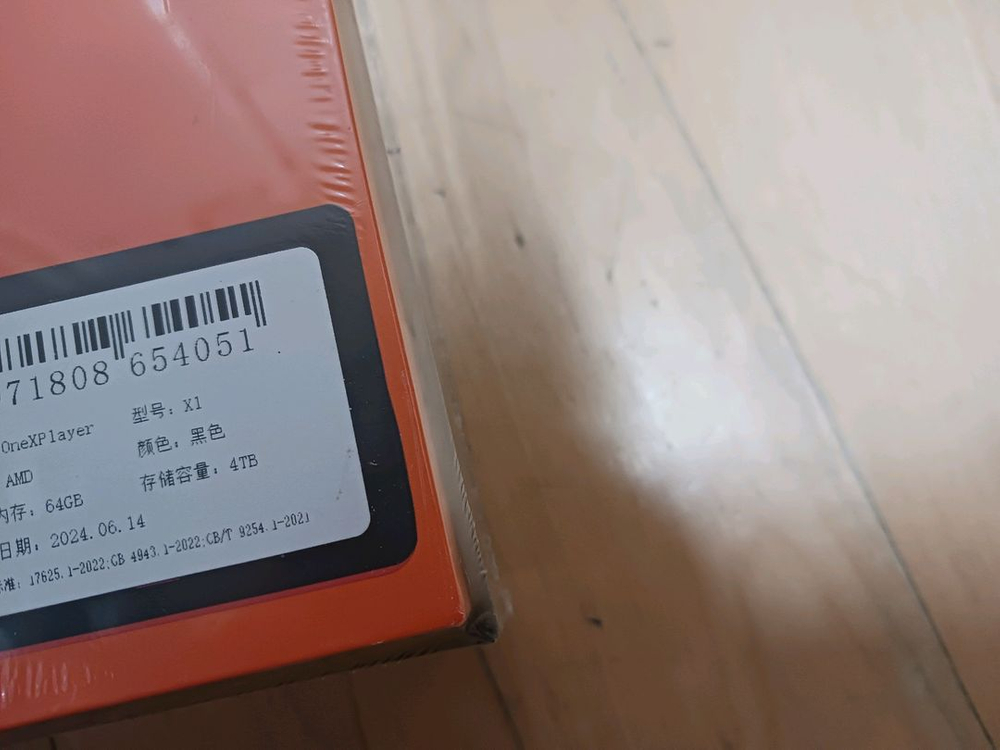 71808 654051
OneXPlayer 型号: X1
AMD 颜色: 黑色
内存: 64GB 存储容量: 4TB
日期: 2024.06.14
准: 17625.1-2022;GB 4943.1-2022;GB/T 9254.1-2021